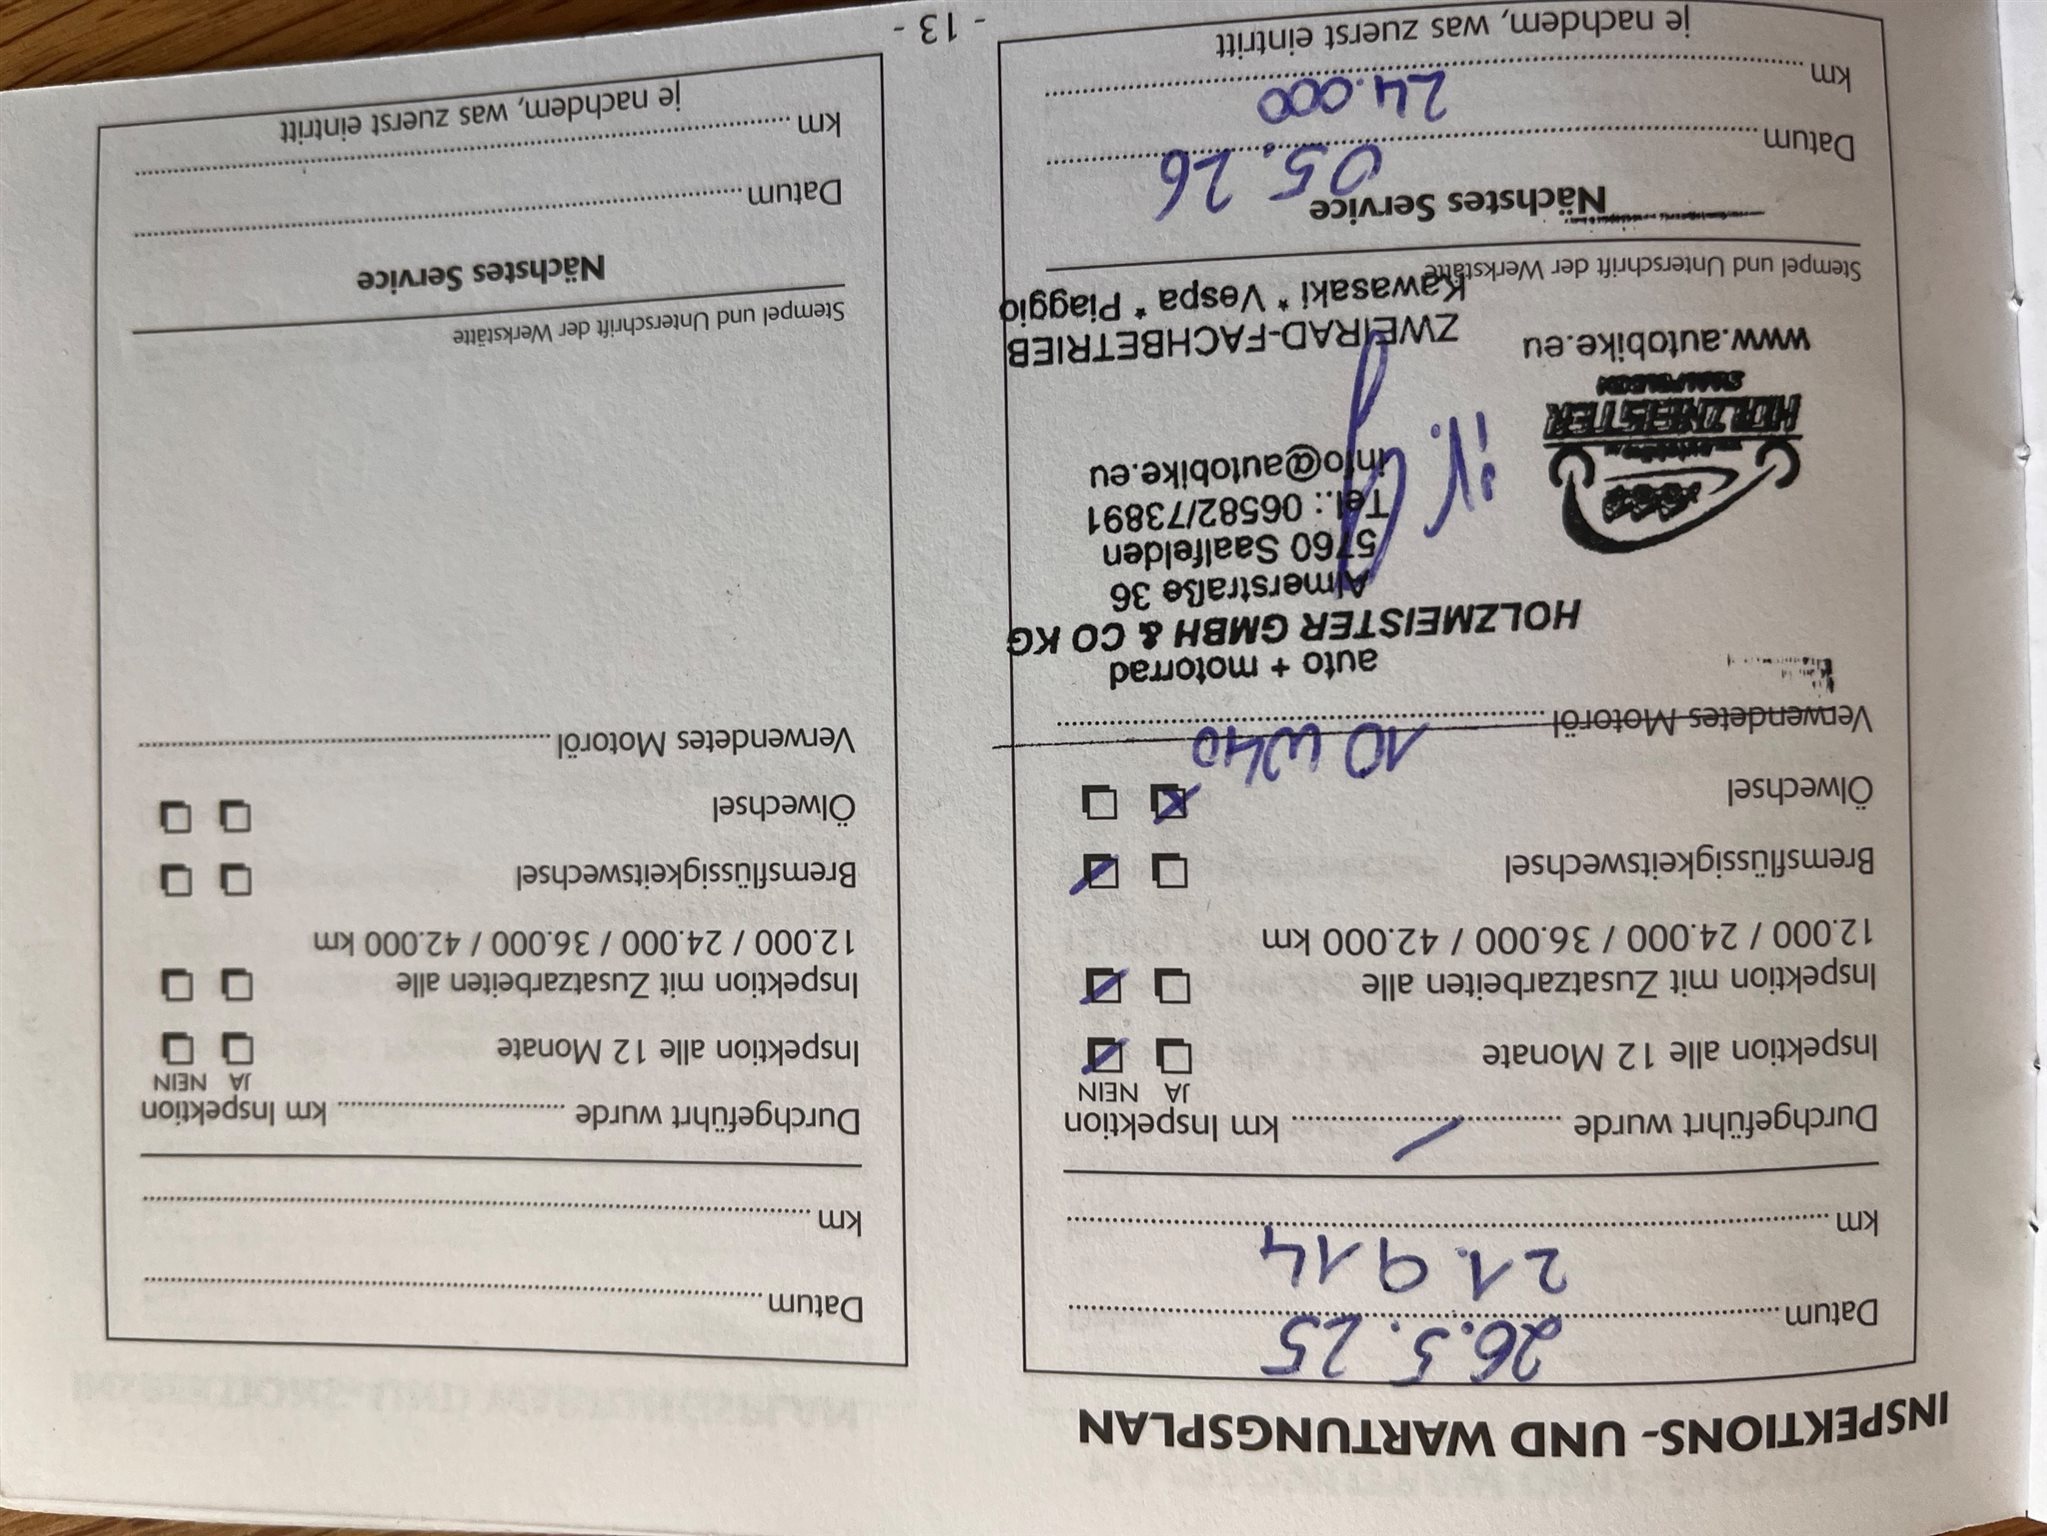 INSPEKTIONS- UND WARTUNGSPLAN
Datum 26.5.25
km 21.914
Durchgeführt wurde / km Inspektion
JA NEIN
Inspektion alle 12 Monate
Inspektion mit Zusatzarbeiten alle
12.000 / 24.000 / 36.000 / 42.000 km
Bremsflüssigkeitswechsel
Ölwechsel
Verwendetes Motoröl 10W40
auto + motorrad
HOLZMEISTER GMBH & CO KG
Almerstraße 36
5760 Saalfelden
Tel.: 06582/73891
info@autobike.eu
HOLZMEISTER
SAALFELDEN
www.autobike.eu
ZWEIRAD-FACHBETRIEB
Kawasaki * Vespa * Piaggio
Stempel und Unterschrift der Werkstätte
Nächstes Service
Datum 05.26
km 24.000
je nachdem, was zuerst eintritt
Datum
km
Durchgeführt wurde km Inspektion
JA NEIN
Inspektion alle 12 Monate
Inspektion mit Zusatzarbeiten alle
12.000 / 24.000 / 36.000 / 42.000 km
Bremsflüssigkeitswechsel
Ölwechsel
Verwendetes Motoröl
Stempel und Unterschrift der Werkstätte
Nächstes Service
Datum
km
je nachdem, was zuerst eintritt
- 13 -